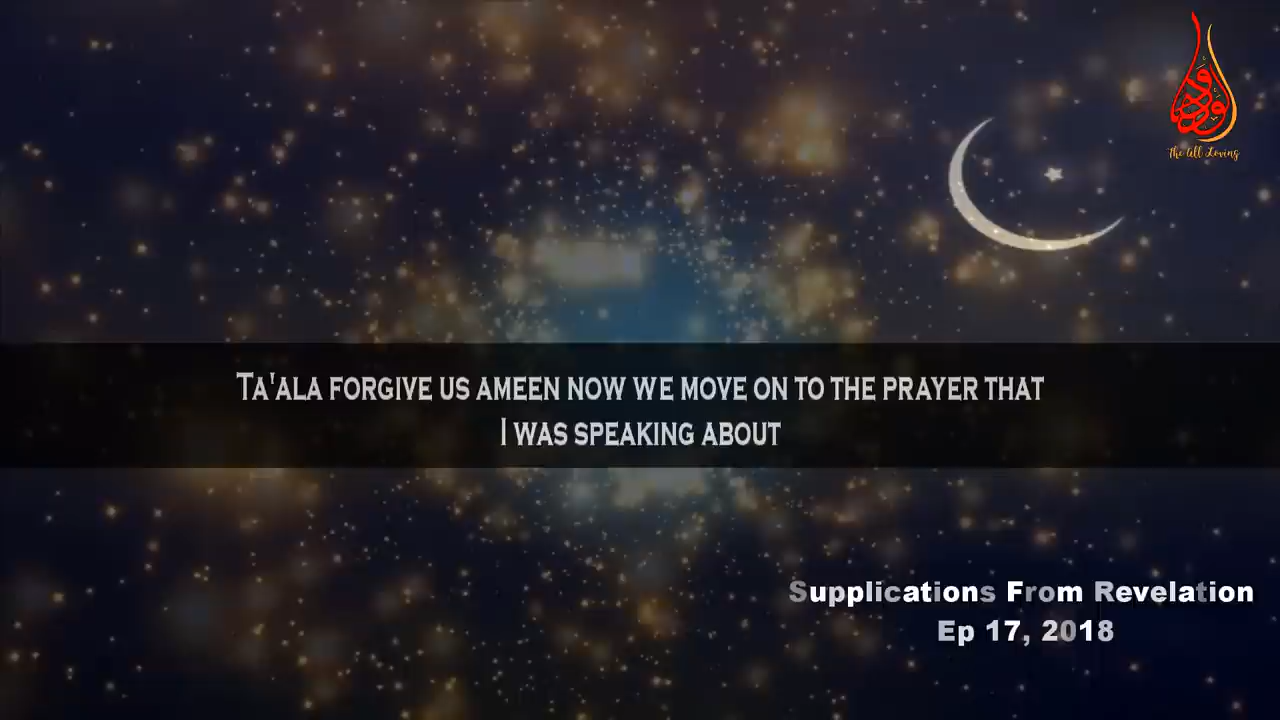 ودود
The All Loving
TA'ALA FORGIVE US AMEEN NOW WE MOVE ON TO THE PRAYER THAT
I WAS SPEAKING ABOUT
Supplications From Revelation
Ep 17, 2018